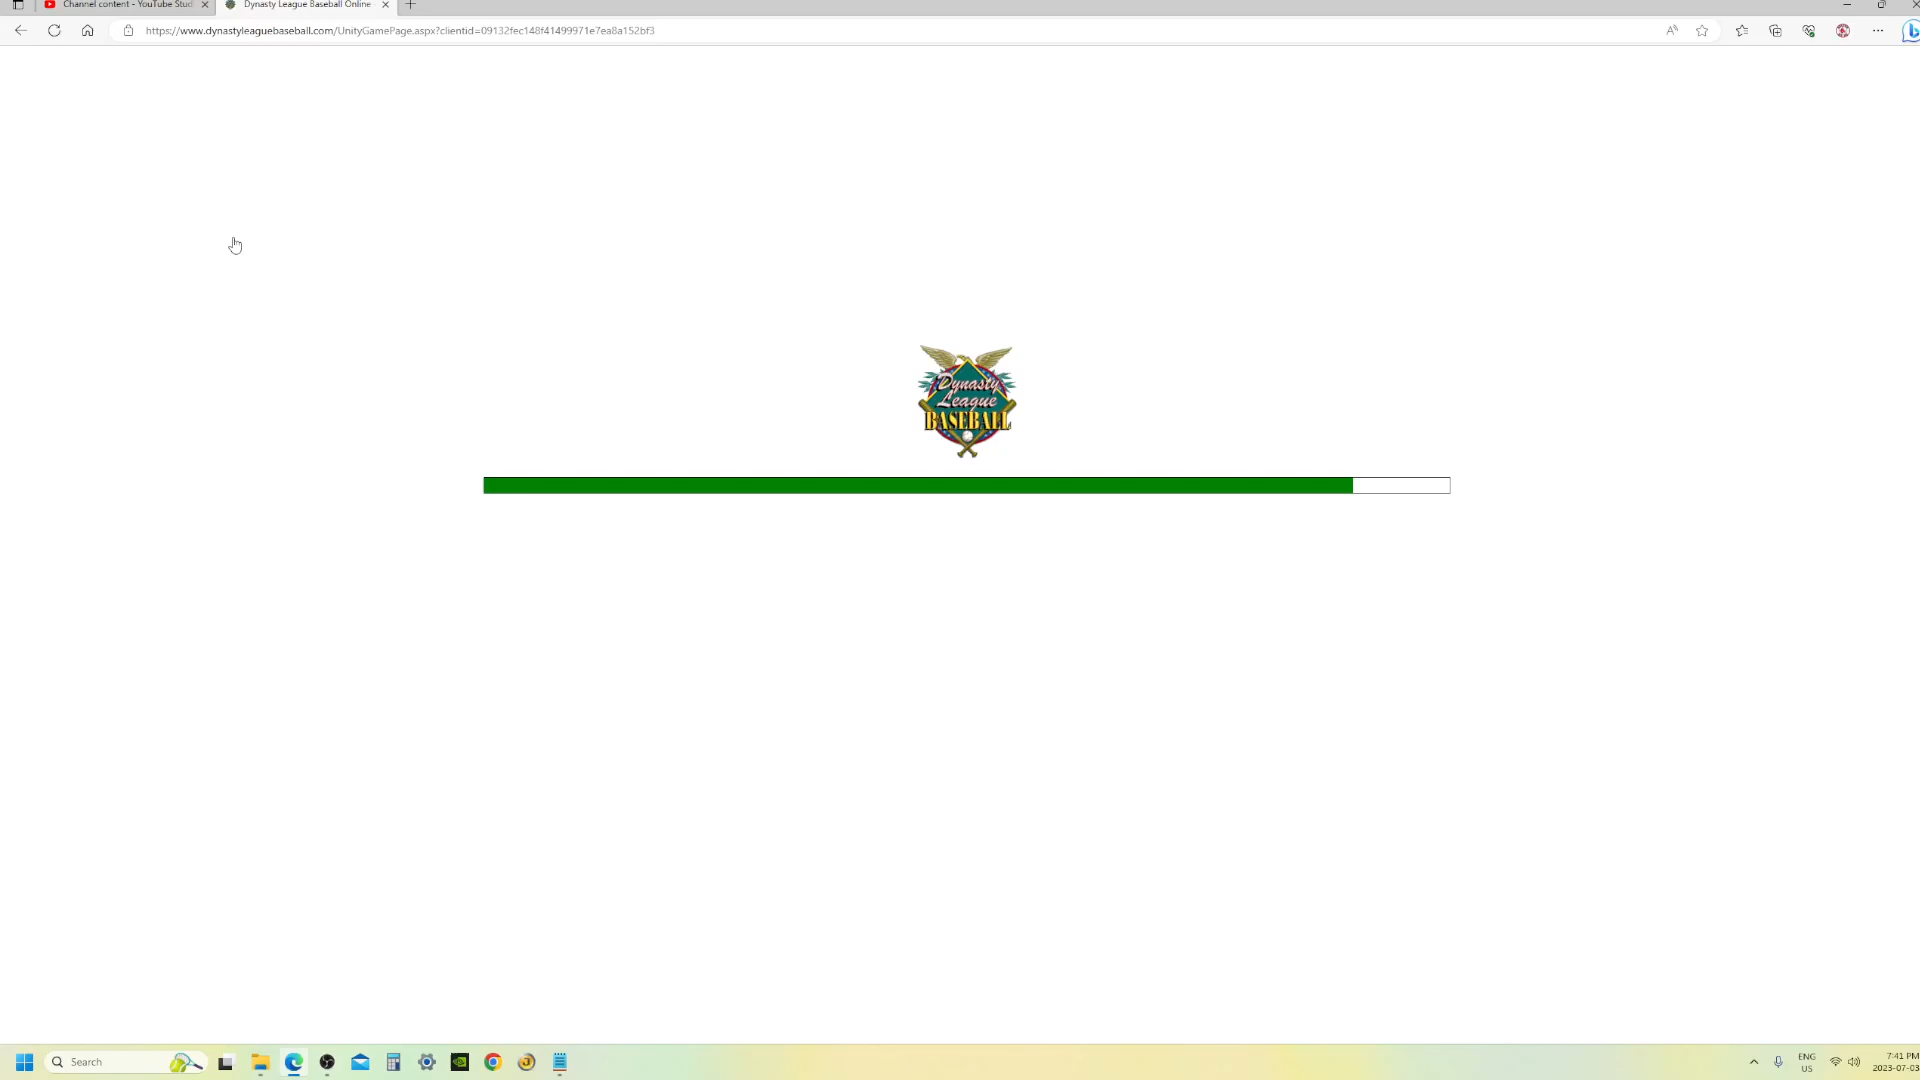 Channel content - YouTube Stud
Dynasty League Baseball Online
https://www.dynastyleaguebaseball.com/UnityGamePage.aspx?clientid=09132fec148f41499971e7ea8a152bf3
Dynasty
League
BASEBALL
Search
ENG
US
7:41 PM
2023-07-03